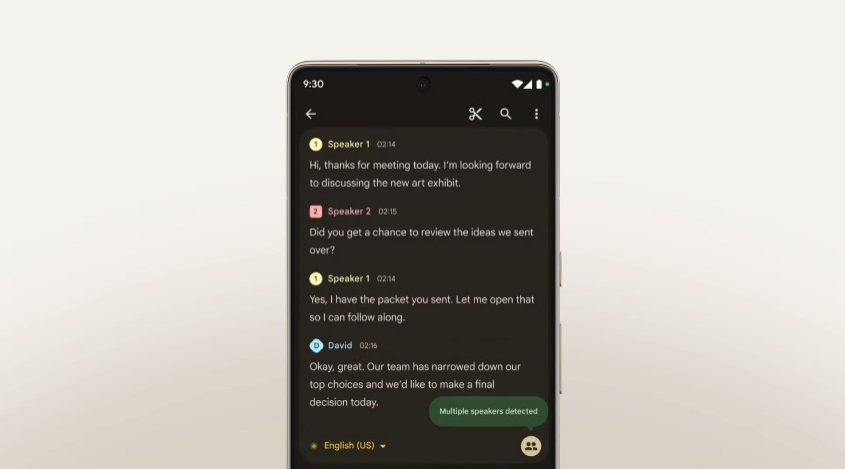 9:30
1 Speaker 1 02:14
Hi, thanks for meeting today. I'm looking forward
to discussing the new art exhibit.
2 Speaker 2 02:15
Did you get a chance to review the ideas we sent
over?
1 Speaker 1 02:14
Yes, I have the packet you sent. Let me open that
so I can follow along.
D David 02:16
Okay, great. Our team has narrowed down our
top choices and we'd like to make a final
decision today.
Multiple speakers detected
English (US)